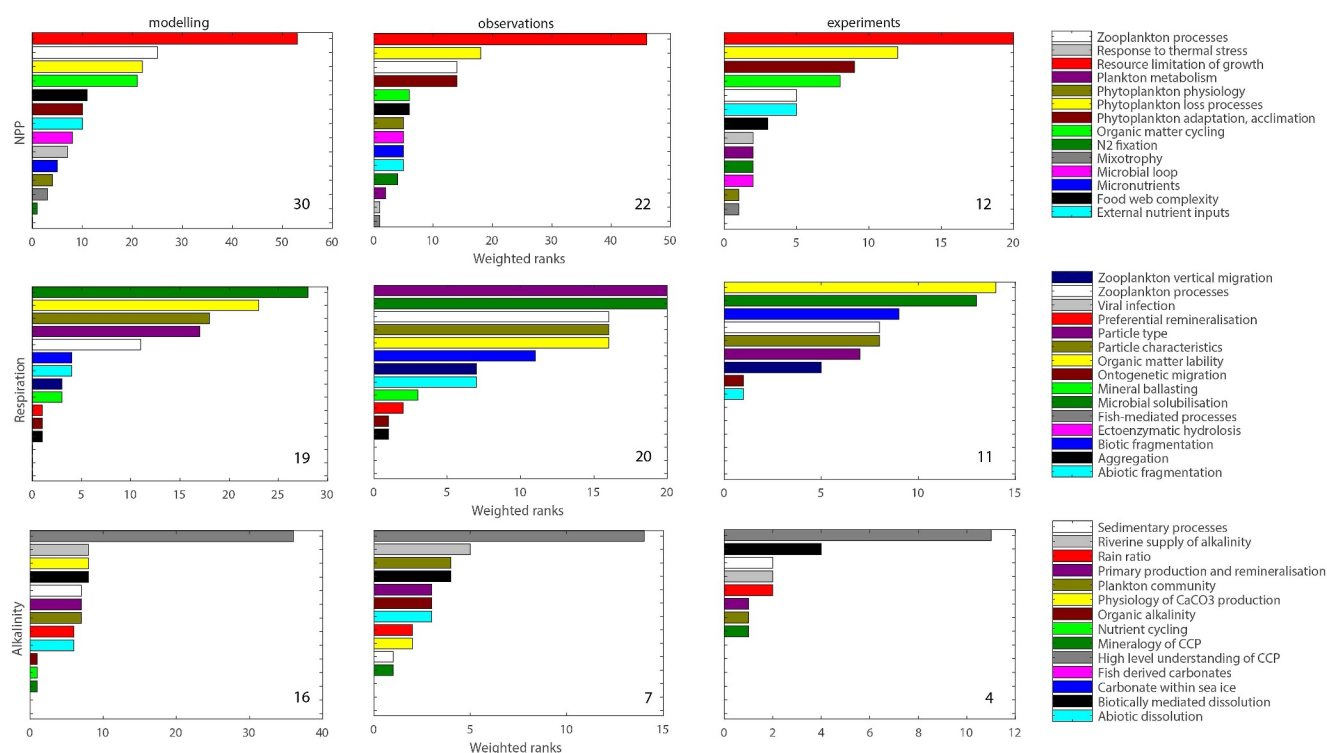 modelling
observations
experiments
NPP
30
0 10 20 30 40 50 60
22
0 10 20 30 40 50
Weighted ranks
12
0 5 10 15 20
Zooplankton processes
Response to thermal stress
Resource limitation of growth
Plankton metabolism
Phytoplankton physiology
Phytoplankton loss processes
Phytoplankton adaptation, acclimation
Organic matter cycling
N2 fixation
Mixotrophy
Microbial loop
Micronutrients
Food web complexity
External nutrient inputs
Respiration
19
0 5 10 15 20 25 30
20
0 5 10 15 20
Weighted ranks
11
0 5 10 15
Zooplankton vertical migration
Zooplankton processes
Viral infection
Preferential remineralisation
Particle type
Particle characteristics
Organic matter lability
Ontogenetic migration
Mineral ballasting
Microbial solubilisation
Fish-mediated processes
Ectoenzymatic hydrolosis
Biotic fragmentation
Aggregation
Abiotic fragmentation
Alkalinity
16
0 10 20 30 40
7
0 5 10 15
Weighted ranks
4
0 2 4 6 8 10 12
Sedimentary processes
Riverine supply of alkalinity
Rain ratio
Primary production and remineralisation
Plankton community
Physiology of CaCO3 production
Organic alkalinity
Nutrient cycling
Mineralogy of CCP
High level understanding of CCP
Fish derived carbonates
Carbonate within sea ice
Biotically mediated dissolution
Abiotic dissolution